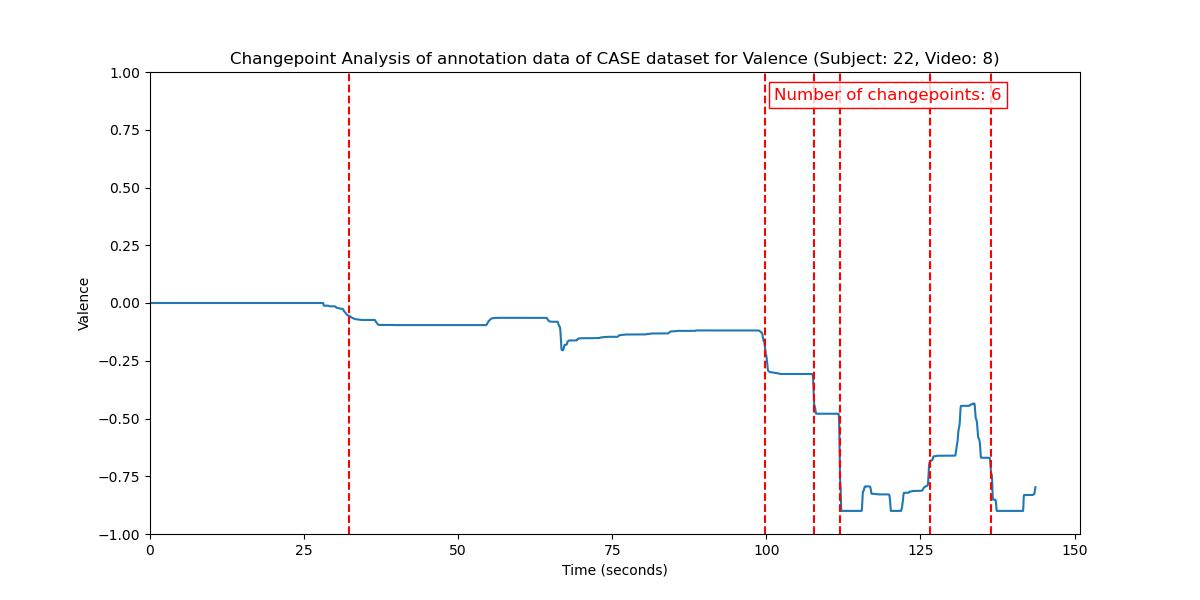 Changepoint Analysis of annotation data of CASE dataset for Valence (Subject: 22, Video: 8)
Number of changepoints: 6
Valence
1.00
0.75
0.50
0.25
0.00
−0.25
−0.50
−0.75
−1.00
0 25 50 75 100 125 150
Time (seconds)